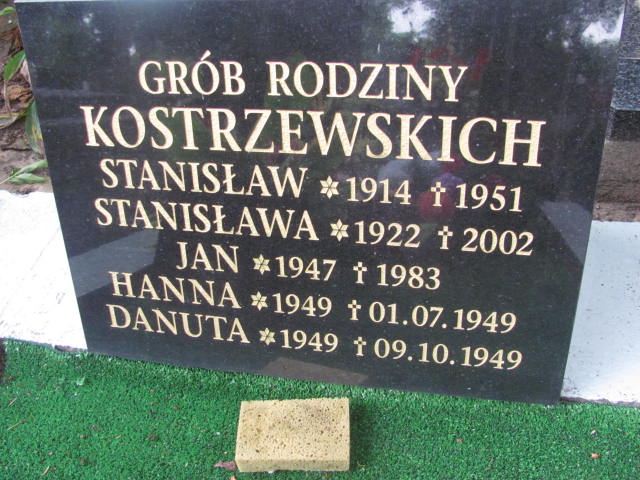 GRÓB RODZINY
KOSTRZEWSKICH
STANISŁAW ✶ 1914 † 1951
STANISŁAWA ✶ 1922 † 2002
JAN ✶ 1947 † 1983
HANNA ✶ 1949 † 01.07.1949
DANUTA ✶ 1949 † 09.10.1949